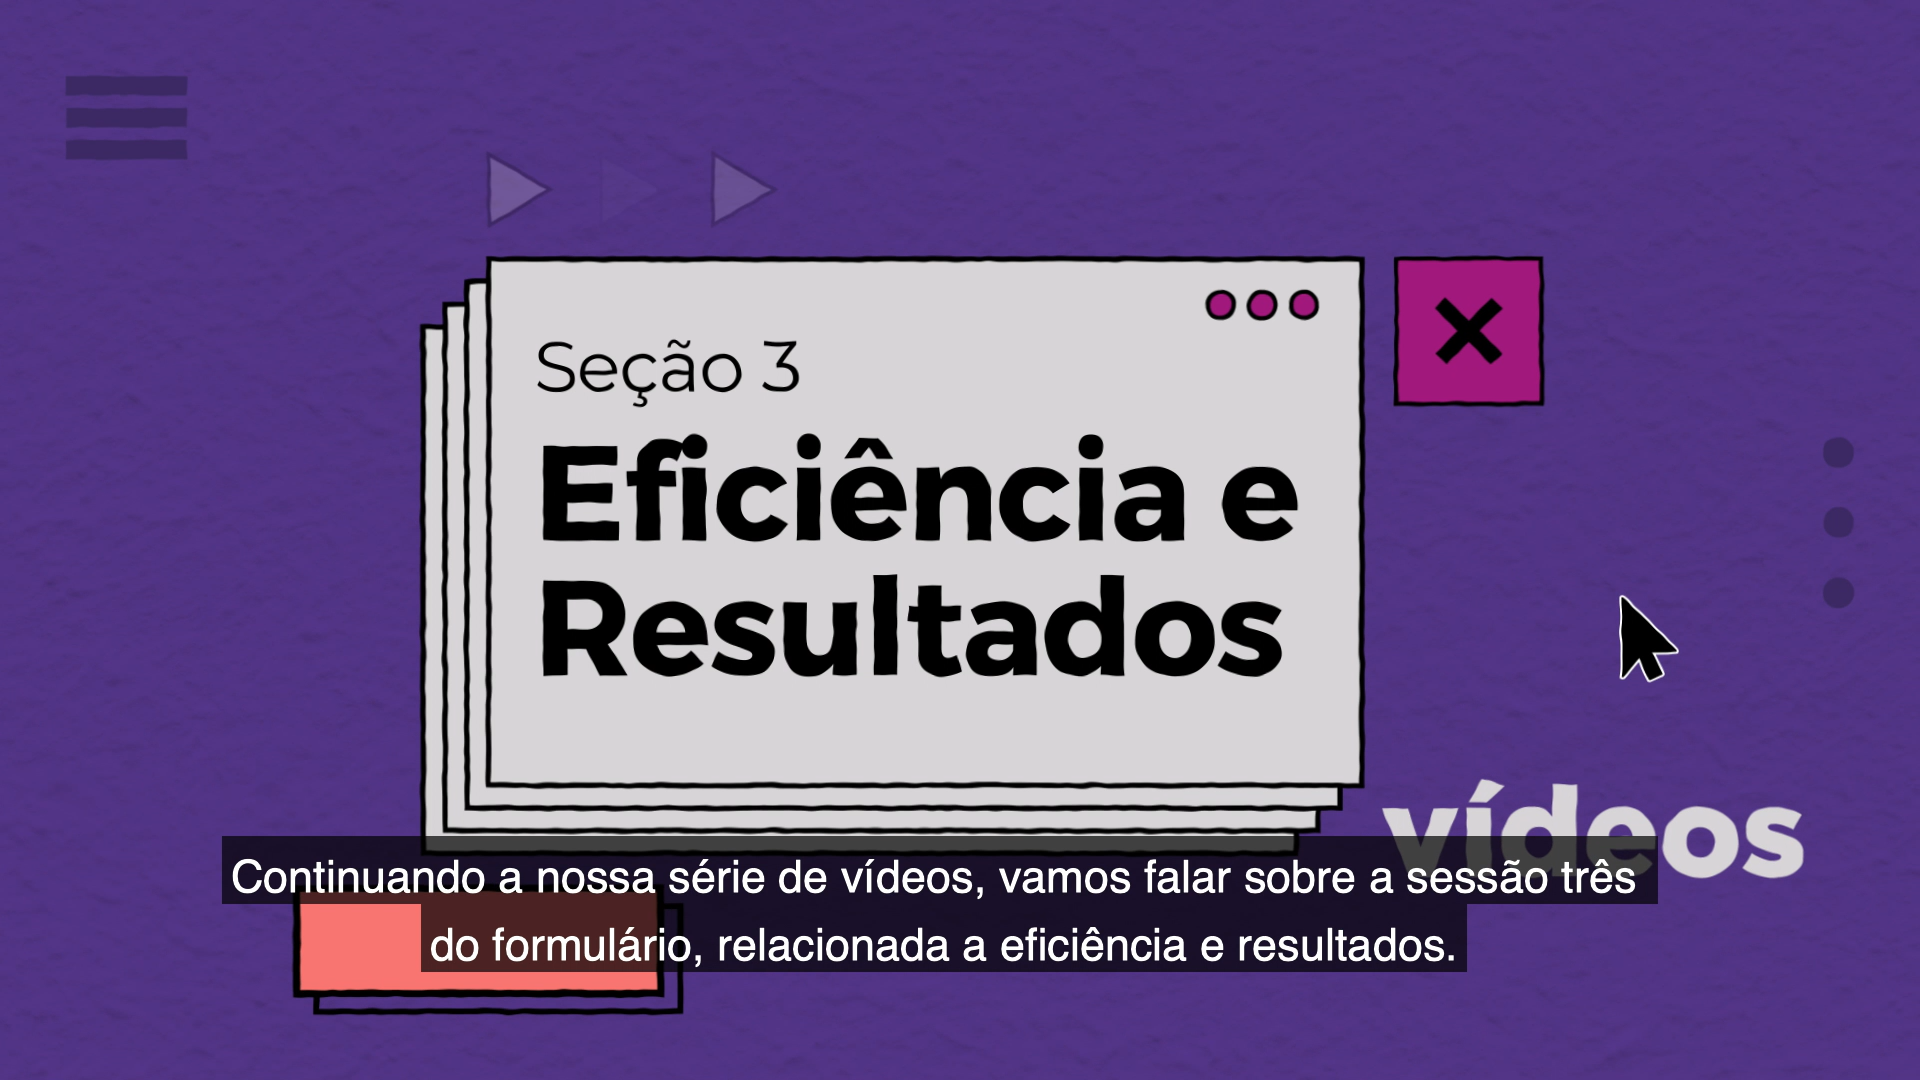 Seção 3
Eficiência e
Resultados
vídeos
Continuando a nossa série de vídeos, vamos falar sobre a sessão três
do formulário, relacionada a eficiência e resultados.